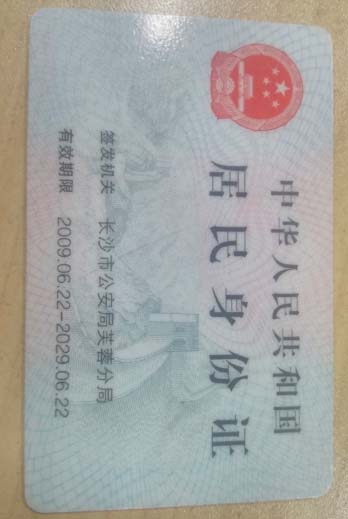 中华人民共和国
居民身份证
签发机关 长沙市公安局芙蓉分局
有效期限 2009.06.22-2029.06.22